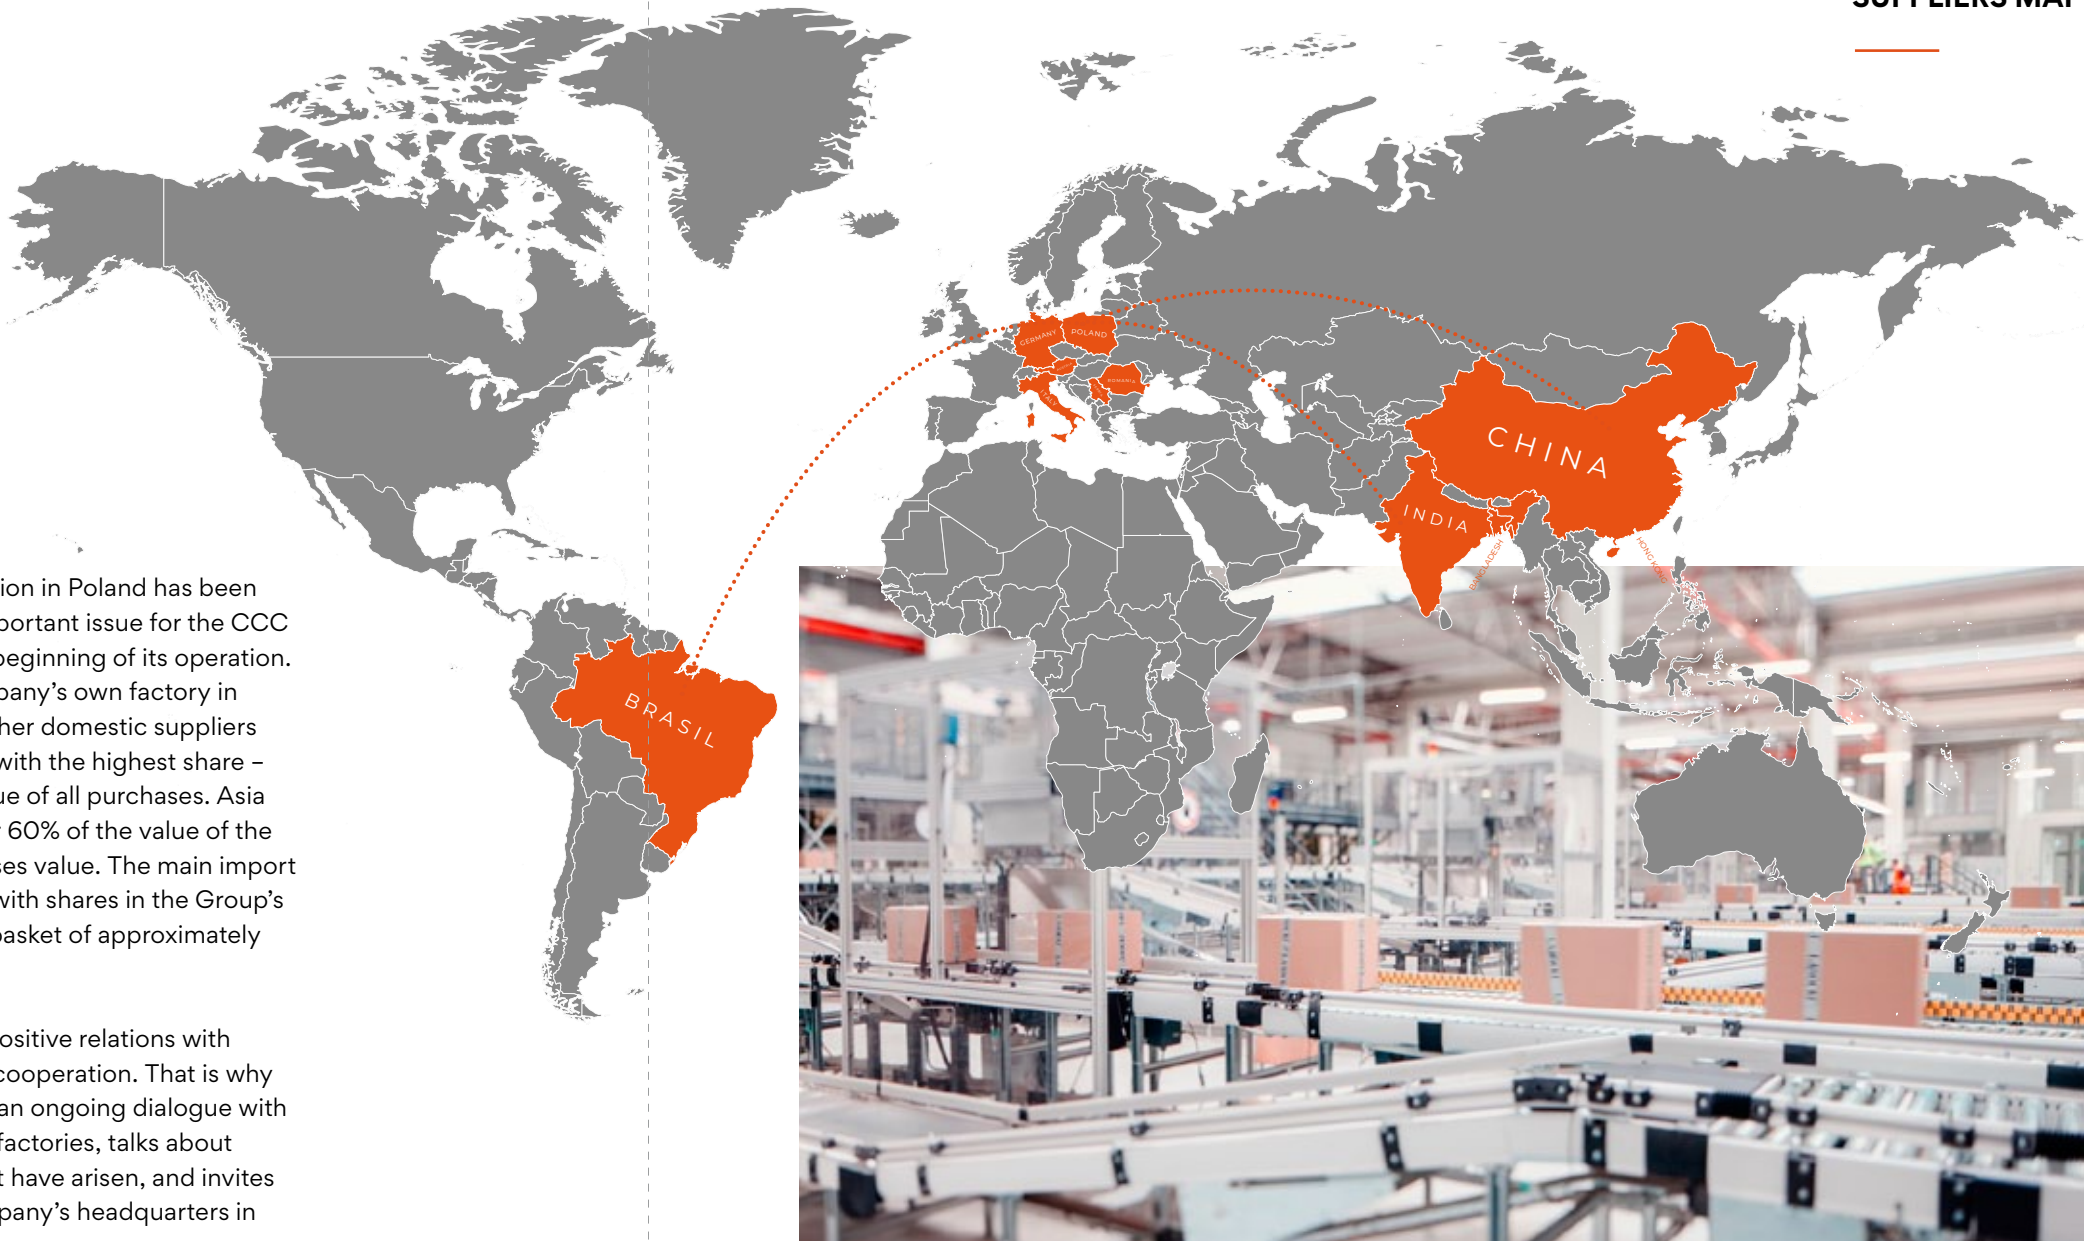 SUPPLIERS MAP
GERMANY
POLAND
ROMANIA
ITALY
CHINA
INDIA
BANGLADESH
HONG KONG
BRASIL
ion in Poland has been
portant issue for the CCC
beginning of its operation.
pany's own factory in
her domestic suppliers
with the highest share –
ue of all purchases. Asia
60% of the value of the
ses value. The main import
with shares in the Group's
basket of approximately
ositive relations with
cooperation. That is why
an ongoing dialogue with
factories, talks about
t have arisen, and invites
pany's headquarters in